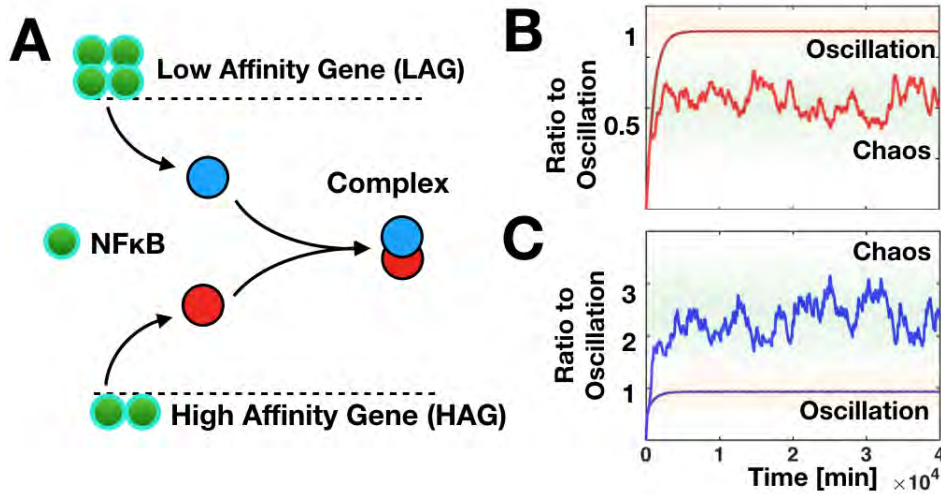 A
Low Affinity Gene (LAG)
NFκB
Complex
High Affinity Gene (HAG)
B
Ratio to
Oscillation
1
0.5
Oscillation
Chaos
C
Ratio to
Oscillation
3
2
1
Chaos
Oscillation
0 1 2 3 4
Time [min] ×10⁴